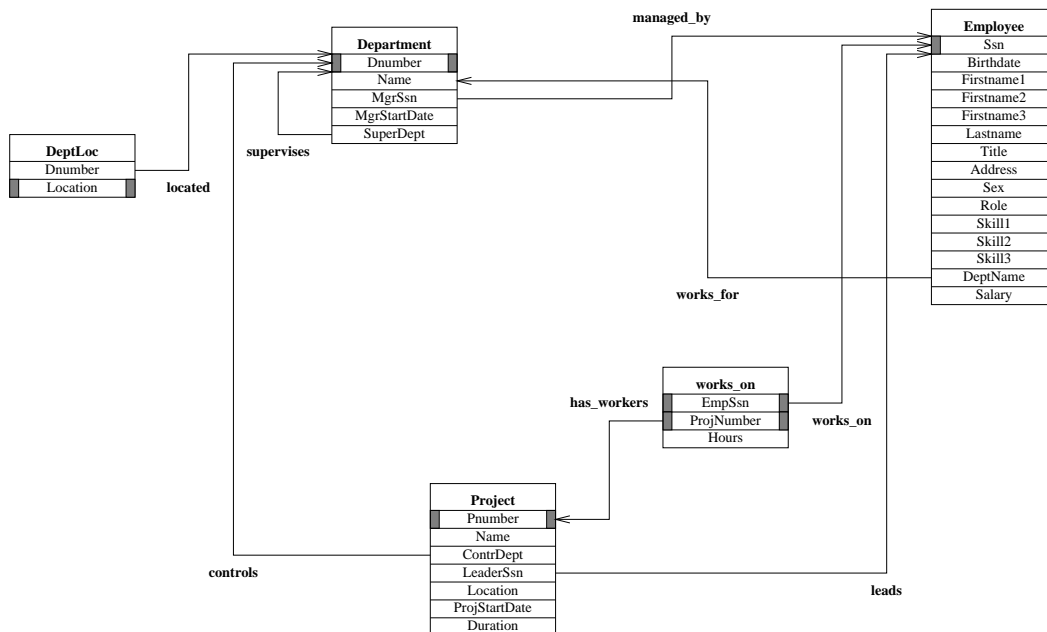 managed_by
Department
Dnumber
Name
MgrSsn
MgrStartDate
SuperDept
supervises
Employee
Ssn
Birthdate
Firstname1
Firstname2
Firstname3
Lastname
Title
Address
Sex
Role
Skill1
Skill2
Skill3
DeptName
Salary
DeptLoc
Dnumber
Location
located
works_for
works_on
EmpSsn
ProjNumber
Hours
has_workers
works_on
Project
Pnumber
Name
ContrDept
LeaderSsn
Location
ProjStartDate
Duration
controls
leads